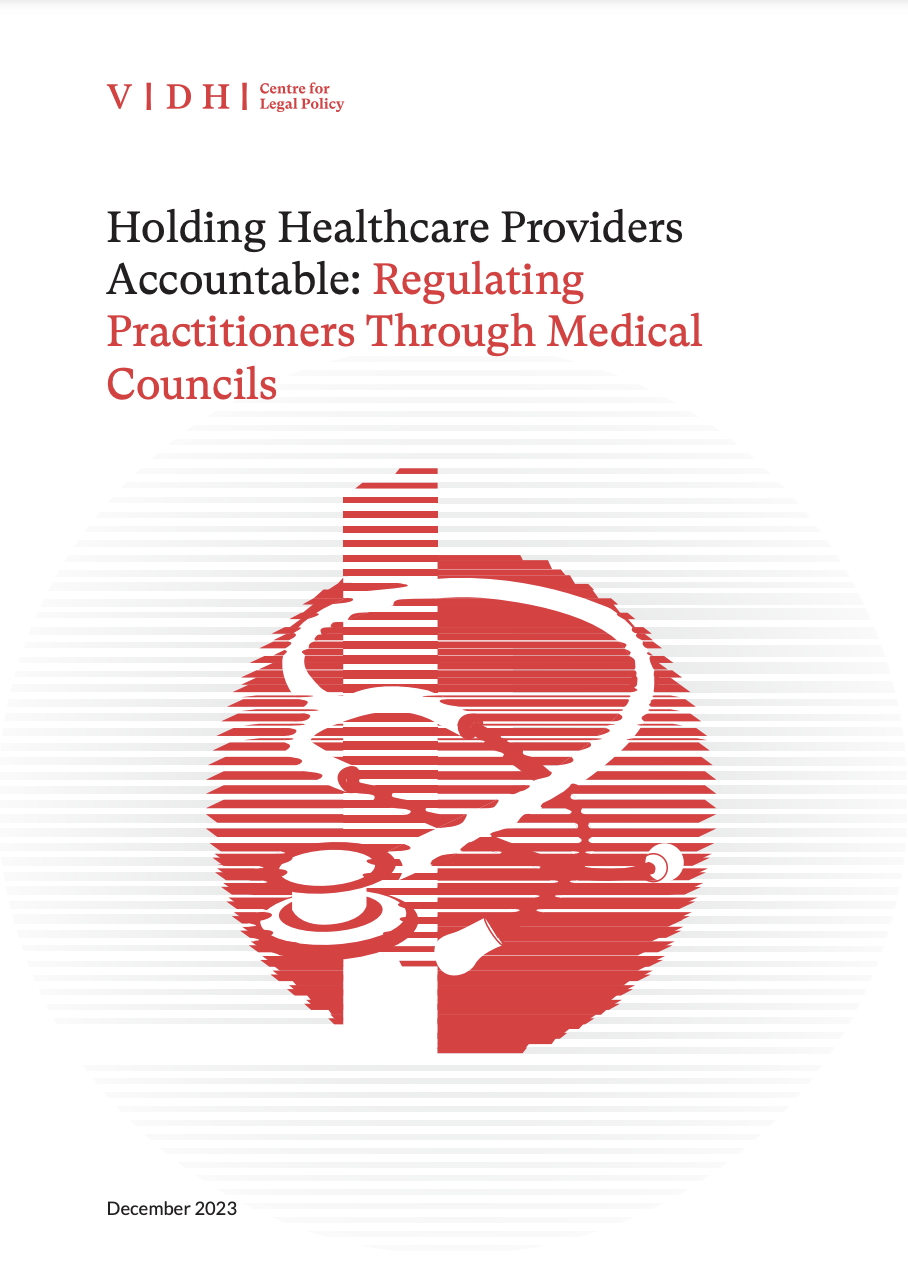 V | D H | Centre for
Legal Policy
Holding Healthcare Providers
Accountable: Regulating
Practitioners Through Medical
Councils
December 2023